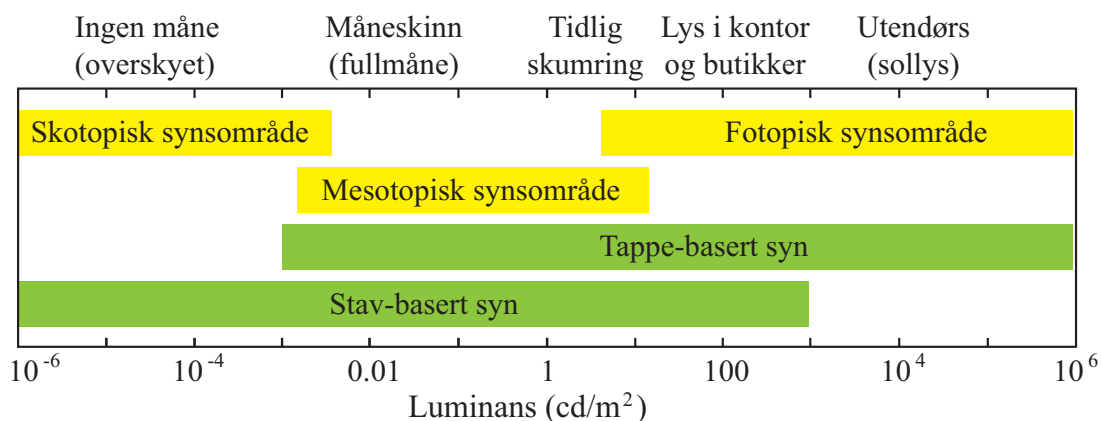 Ingen måne
(overskyet)
Måneskinn
(fullmåne)
Tidlig
skumring
Lys i kontor
og butikker
Utendørs
(sollys)
Skotopisk synsområde
Fotopisk synsområde
Mesotopisk synsområde
Tappe-basert syn
Stav-basert syn
10^-6 10^-4 0.01 1 100 10^4 10^6
Luminans (cd/m^2)